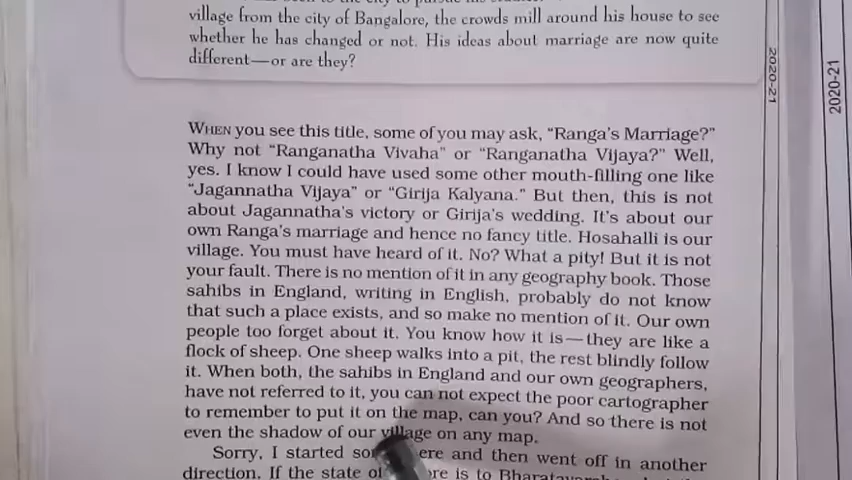 village from the city of Bangalore, the crowds mill around his house to see
whether he has changed or not. His ideas about marriage are now quite
different—or are they?
2020-21
2020-21
WHEN you see this title, some of you may ask, “Ranga's Marriage?”
Why not “Ranganatha Vivaha” or “Ranganatha Vijaya?” Well,
yes. I know I could have used some other mouth-filling one like
“Jagannatha Vijaya” or “Girija Kalyana.” But then, this is not
about Jagannatha's victory or Girija's wedding. It's about our
own Ranga's marriage and hence no fancy title. Hosahalli is our
village. You must have heard of it. No? What a pity! But it is not
your fault. There is no mention of it in any geography book. Those
sahibs in England, writing in English, probably do not know
that such a place exists, and so make no mention of it. Our own
people too forget about it. You know how it is—they are like a
flock of sheep. One sheep walks into a pit, the rest blindly follow
it. When both, the sahibs in England and our own geographers,
have not referred to it, you can not expect the poor cartographer
to remember to put it on the map, can you? And so there is not
even the shadow of our village on any map.
Sorry, I started and then went off in another
direction. If the state of is to